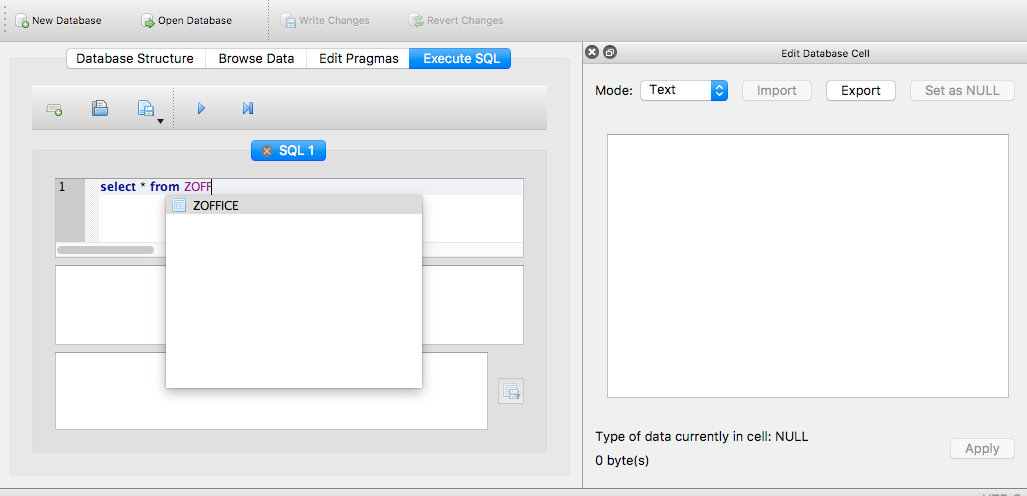 New Database Open Database Write Changes Revert Changes
Database Structure Browse Data Edit Pragmas Execute SQL
SQL 1
1 select * from ZOFF
ZOFFICE
Edit Database Cell
Mode: Text Import Export Set as NULL
Type of data currently in cell: NULL
0 byte(s)
Apply